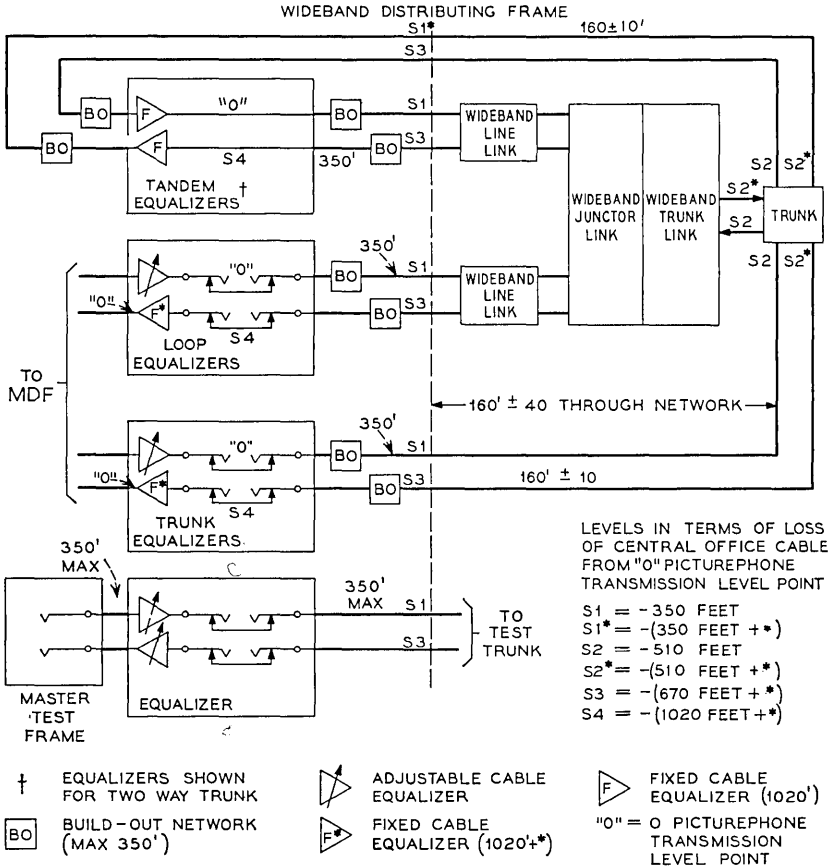 WIDEBAND DISTRIBUTING FRAME
S1* 160±10'
S3
BO F "0" BO S1
BO F S4 350' BO S3
TANDEM
EQUALIZERS †
WIDEBAND
LINE
LINK
WIDEBAND
JUNCTOR
LINK
WIDEBAND
TRUNK
LINK
S2 S2*
S2*
S2
TRUNK
S2 S2*
350'
"0" BO S1
"0" F* BO S3
S4
LOOP
EQUALIZERS
WIDEBAND
LINE
LINK
TO
MDF
160' ± 40 THROUGH NETWORK
350'
"0" BO S1
"0" F* BO S3
S4
160' ± 10
TRUNK
EQUALIZERS
350'
MAX
350'
MAX S1
S3
TO
TEST
TRUNK
MASTER
TEST
FRAME
EQUALIZER
LEVELS IN TERMS OF LOSS
OF CENTRAL OFFICE CABLE
FROM "0" PICTUREPHONE
TRANSMISSION LEVEL POINT
S1 = -350 FEET
S1* = -(350 FEET + *)
S2 = -510 FEET
S2* = -(510 FEET + *)
S3 = -(670 FEET + *)
S4 = -(1020 FEET + *)
† EQUALIZERS SHOWN
FOR TWO WAY TRUNK
BO BUILD-OUT NETWORK
(MAX 350')
ADJUSTABLE CABLE
EQUALIZER
F* FIXED CABLE
EQUALIZER (1020'+*)
F FIXED CABLE
EQUALIZER (1020')
"0" = 0 PICTUREPHONE
TRANSMISSION
LEVEL POINT